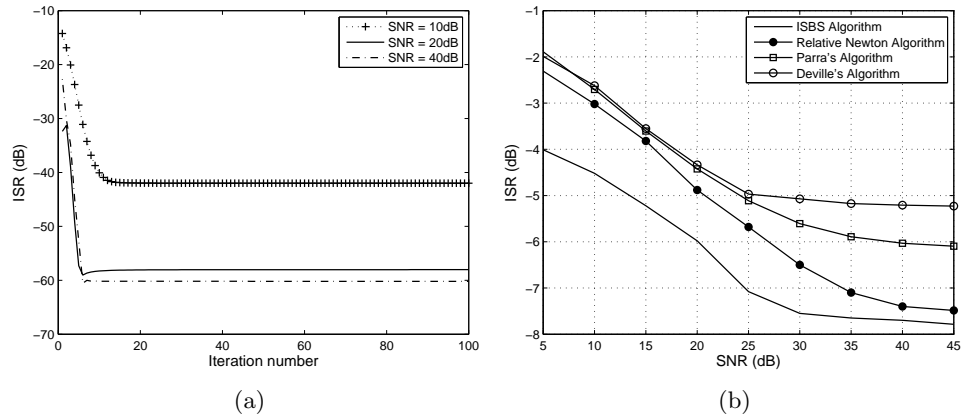 SNR = 10dB
SNR = 20dB
SNR = 40dB
−10
−20
−30
−40
−50
−60
−70
ISR (dB)
0 20 40 60 80 100
Iteration number
(a)
ISBS Algorithm
Relative Newton Algorithm
Parra's Algorithm
Deville's Algorithm
−1
−2
−3
−4
−5
−6
−7
−8
ISR (dB)
5 10 15 20 25 30 35 40 45
SNR (dB)
(b)